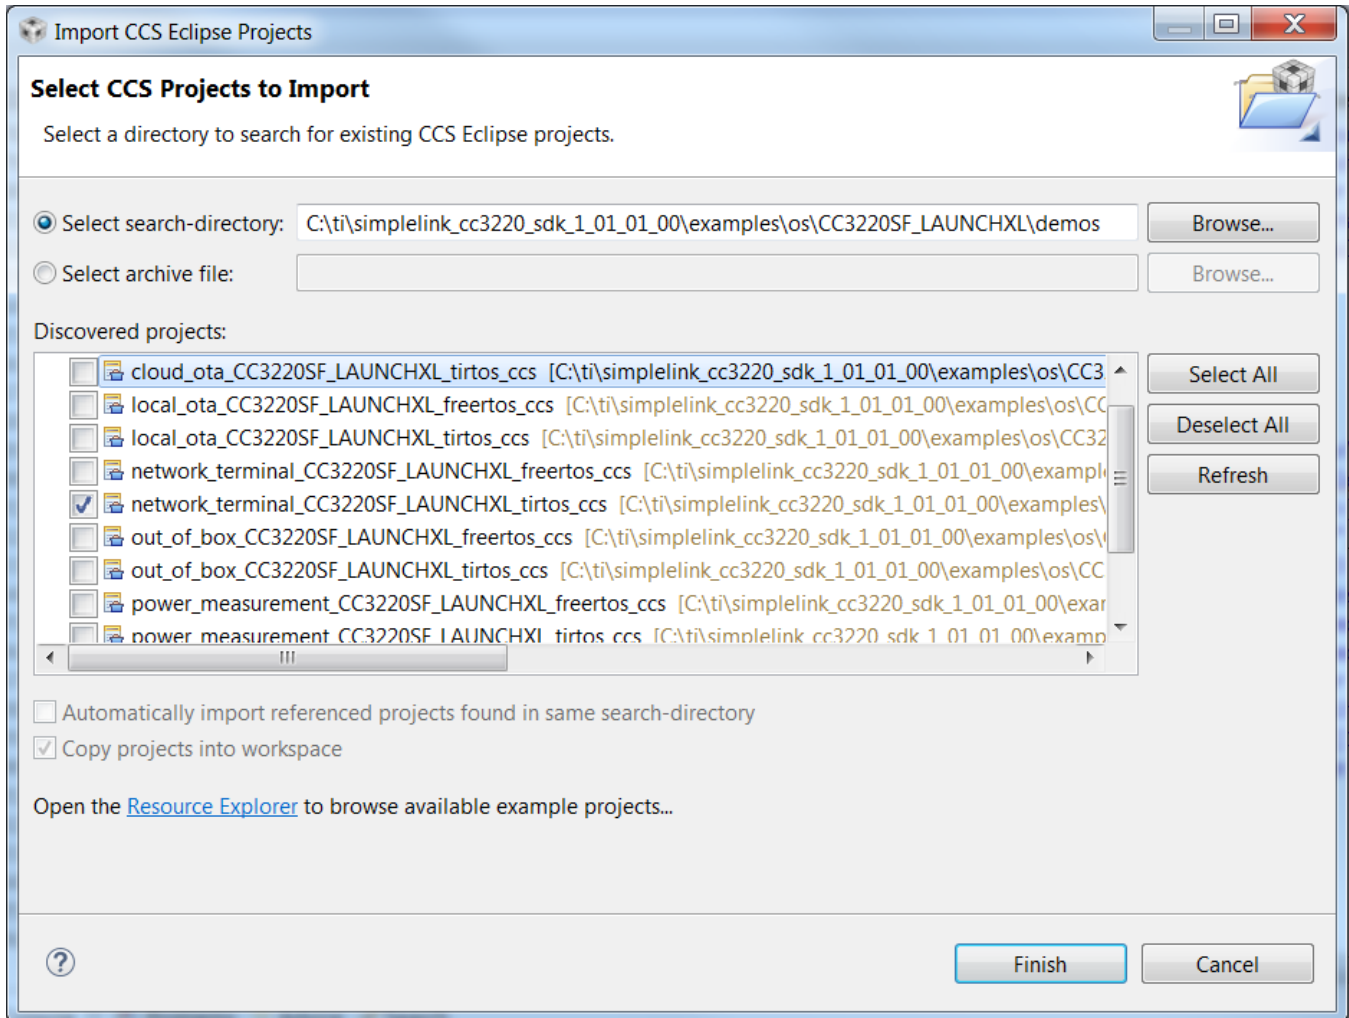 Import CCS Eclipse Projects
Select CCS Projects to Import
Select a directory to search for existing CCS Eclipse projects.
Select search-directory: C:\ti\simplelink_cc3220_sdk_1_01_01_00\examples\os\CC3220SF_LAUNCHXL\demos Browse...
Select archive file: Browse...
Discovered projects:
cloud_ota_CC3220SF_LAUNCHXL_tirtos_ccs [C:\ti\simplelink_cc3220_sdk_1_01_01_00\examples\os\CC3 Select All
local_ota_CC3220SF_LAUNCHXL_freertos_ccs [C:\ti\simplelink_cc3220_sdk_1_01_01_00\examples\os\CC
local_ota_CC3220SF_LAUNCHXL_tirtos_ccs [C:\ti\simplelink_cc3220_sdk_1_01_01_00\examples\os\CC32 Deselect All
network_terminal_CC3220SF_LAUNCHXL_freertos_ccs [C:\ti\simplelink_cc3220_sdk_1_01_01_00\example Refresh
network_terminal_CC3220SF_LAUNCHXL_tirtos_ccs [C:\ti\simplelink_cc3220_sdk_1_01_01_00\examples\
out_of_box_CC3220SF_LAUNCHXL_freertos_ccs [C:\ti\simplelink_cc3220_sdk_1_01_01_00\examples\os\
out_of_box_CC3220SF_LAUNCHXL_tirtos_ccs [C:\ti\simplelink_cc3220_sdk_1_01_01_00\examples\os\CC
power_measurement_CC3220SF_LAUNCHXL_freertos_ccs [C:\ti\simplelink_cc3220_sdk_1_01_01_00\exar
power_measurement_CC3220SF_LAUNCHXL_tirtos_ccs [C:\ti\simplelink_cc3220_sdk_1_01_01_00\examp
Automatically import referenced projects found in same search-directory
Copy projects into workspace
Open the Resource Explorer to browse available example projects...
Finish Cancel